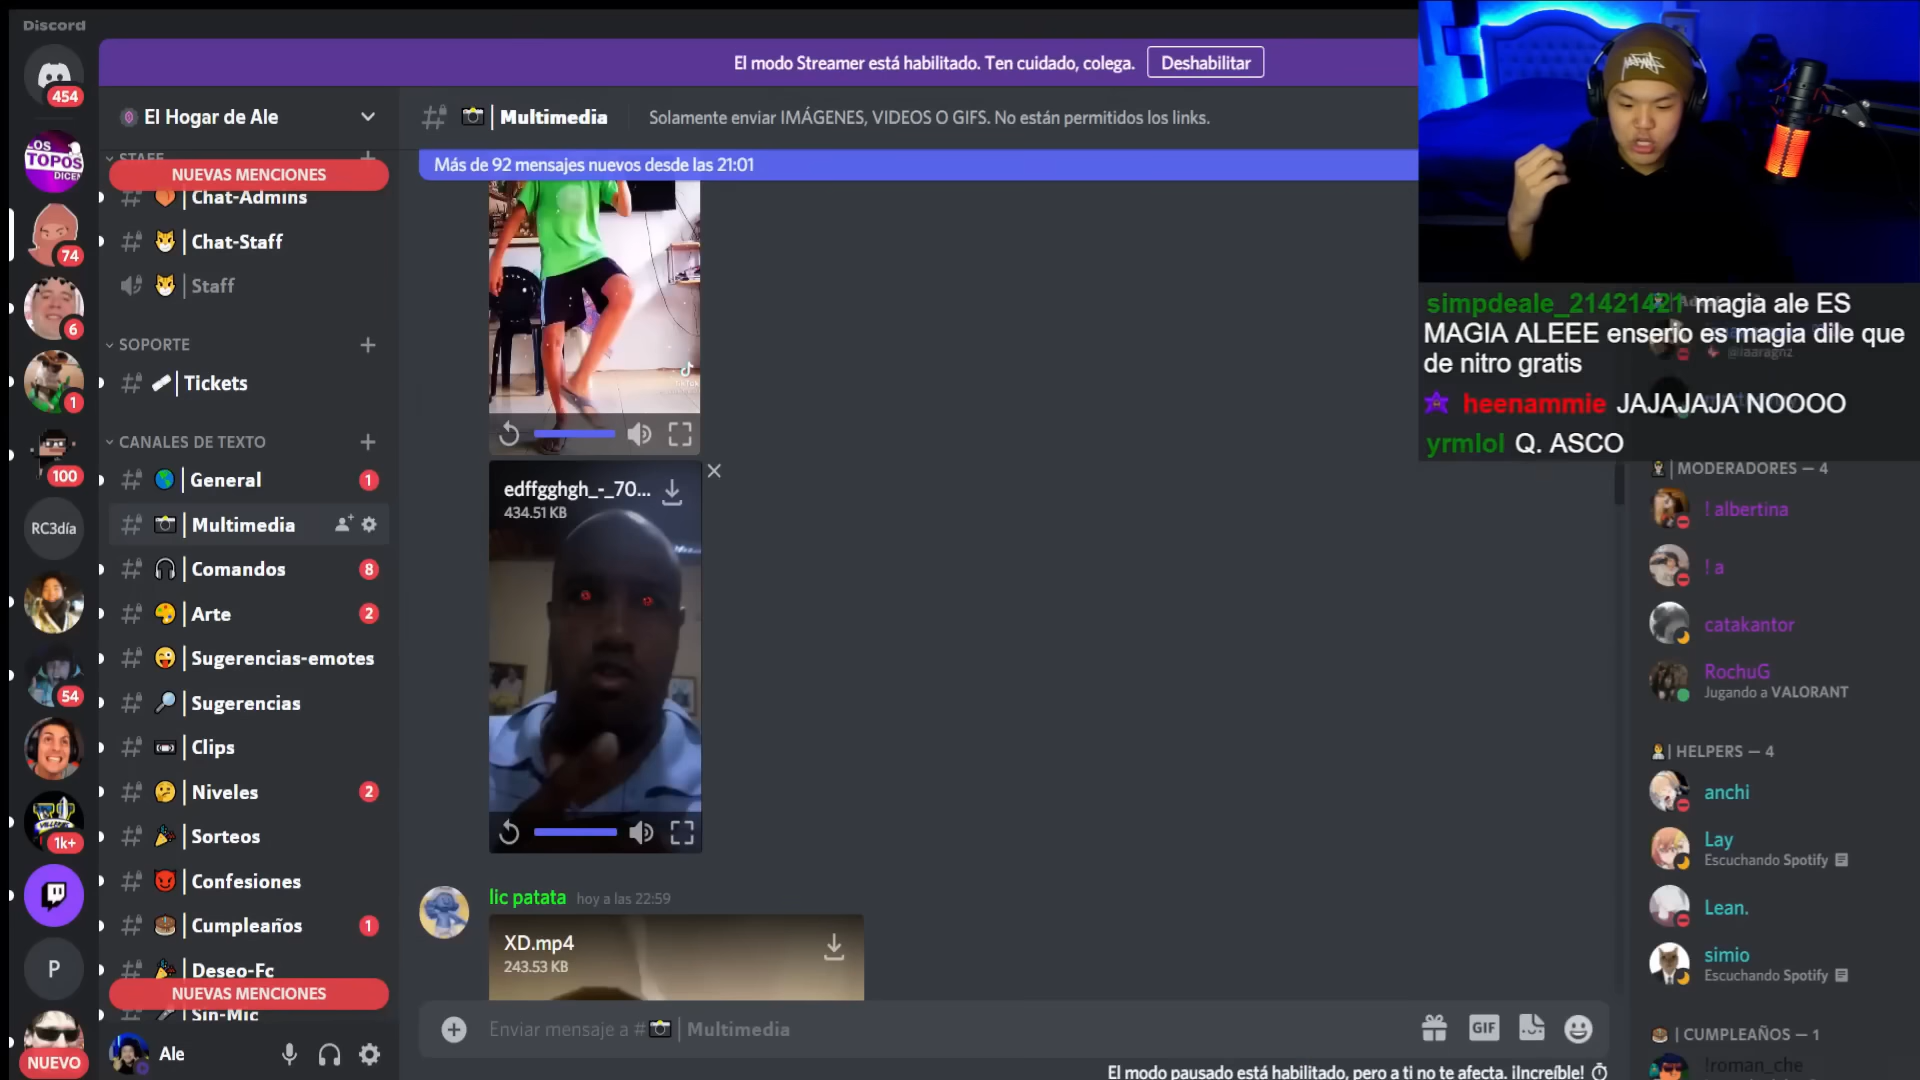 Discord
454
El modo Streamer está habilitado. Ten cuidado, colega.
Deshabilitar
El Hogar de Ale
Multimedia
Solamente enviar IMÁGENES, VIDEOS O GIFS. No están permitidos los links.
Más de 92 mensajes nuevos desde las 21:01
LOS
TOPOS
DICEN
74
6
1
100
RC3día
54
1k+
P
NUEVO
STAFF
NUEVAS MENCIONES
Chat-Admins
Chat-Staff
Staff
SOPORTE
Tickets
CANALES DE TEXTO
General 1
Multimedia
Comandos 8
Arte 2
Sugerencias-emotes
Sugerencias
Clips
Niveles 2
Sorteos
Confesiones
Cumpleaños 1
Deseo-Fc
NUEVAS MENCIONES
Sin-Mic
Ale
edffgghgh_-_70...
434.51 KB
lic patata hoy a las 22:59
XD.mp4
243.53 KB
Enviar mensaje a # | Multimedia
GIF
El modo pausado está habilitado, pero a ti no te afecta. ¡Increíble!
simpdeale_21421421 magia ale ES
MAGIA ALEEE enserio es magia dile que
de nitro gratis
heenammie JAJAJAJA NOOOO
yrmlol Q. ASCO
MODERADORES — 4
! albertina
! a
catakantor
RochuG
Jugando a VALORANT
HELPERS — 4
anchi
Lay
Escuchando Spotify
Lean.
simio
Escuchando Spotify
CUMPLEAÑOS — 1
!roman_che